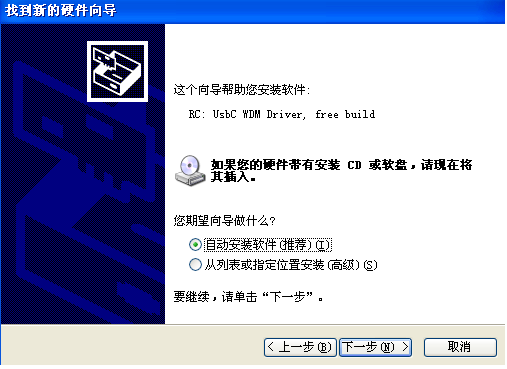 找到新的硬件向导
这个向导帮助您安装软件:
RC: UsbC WDM Driver, free build
如果您的硬件带有安装 CD 或软盘，请现在将
其插入。
您期望向导做什么?
自动安装软件(推荐)(I)
从列表或指定位置安装(高级)(S)
要继续，请单击“下一步”。
< 上一步(B) 下一步(N) > 取消